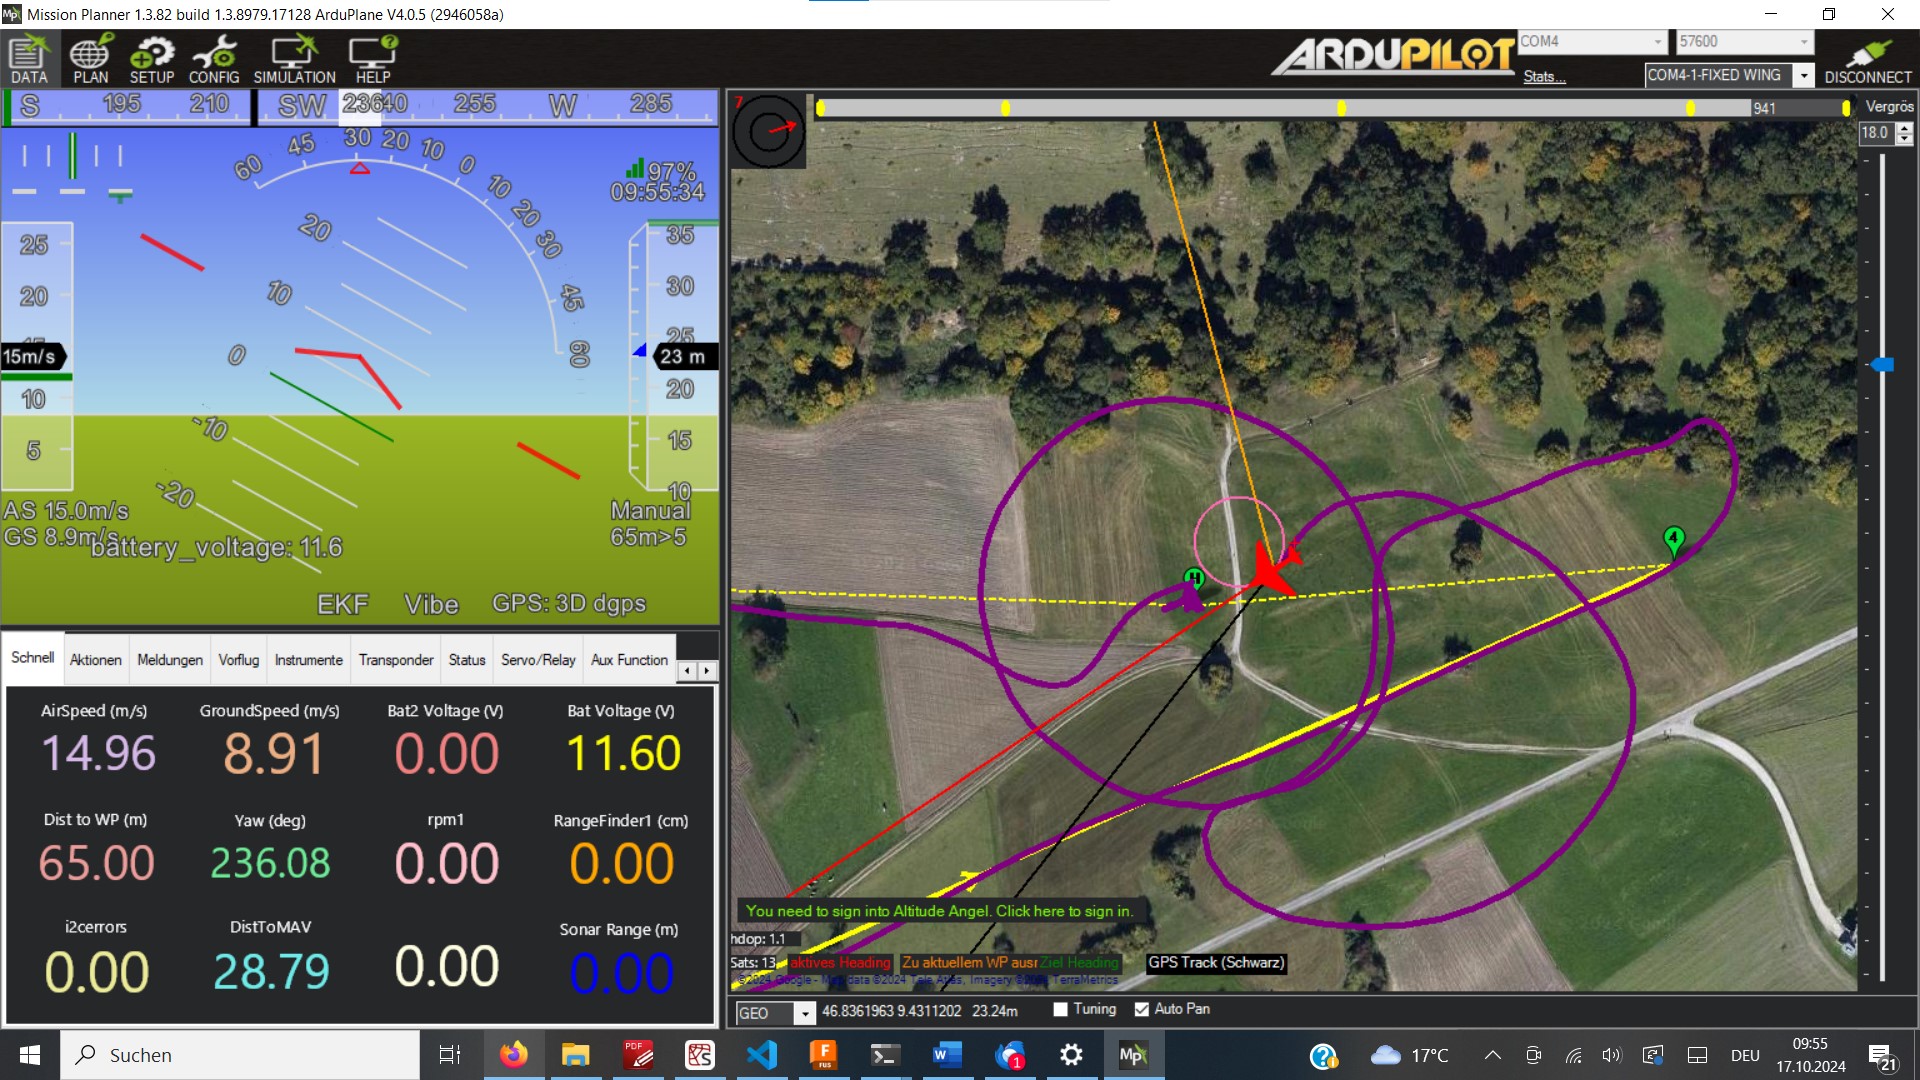 Mission Planner 1.3.82 build 1.3.8979.17128 ArduPlane V4.0.5 (2946058a)
DATA PLAN SETUP CONFIG SIMULATION HELP
ARDUPILOT
COM4 57600
Stats... COM4-1-FIXED WING DISCONNECT
S 195 210 SW 236 40 255 W 285
60 45 30 20 10 0 10 20 30 45 60
97%
09:55:34
20
10
0
-10
-20
25
20
15m/s
10
5
35
30
25
23 m
20
15
10
AS 15.0m/s
GS 8.9m/s
battery_voltage: 11.6
Manual
65m>5
EKF Vibe GPS: 3D dgps
Schnell Aktionen Meldungen Vorflug Instrumente Transponder Status Servo/Relay Aux Function
AirSpeed (m/s) GroundSpeed (m/s) Bat2 Voltage (V) Bat Voltage (V)
14.96 8.91 0.00 11.60
Dist to WP (m) Yaw (deg) rpm1 RangeFinder1 (cm)
65.00 236.08 0.00 0.00
i2cerrors DistToMAV Sonar Range (m)
0.00 28.79 0.00 0.00
7
941
Vergrös
18.0
H
4
You need to sign into Altitude Angel. Click here to sign in.
hdop: 1.1
Sats: 13 aktives Heading Zu aktuellem WP ausr Ziel Heading GPS Track (Schwarz)
©2024 Google - Map data ©2024 Tele Atlas, Imagery ©2024 TerraMetrics
GEO 46.8361963 9.4311202 23.24m Tuning Auto Pan
Suchen
PDF
F
FUS
W
1
Mp
17°C
DEU
09:55
17.10.2024
21